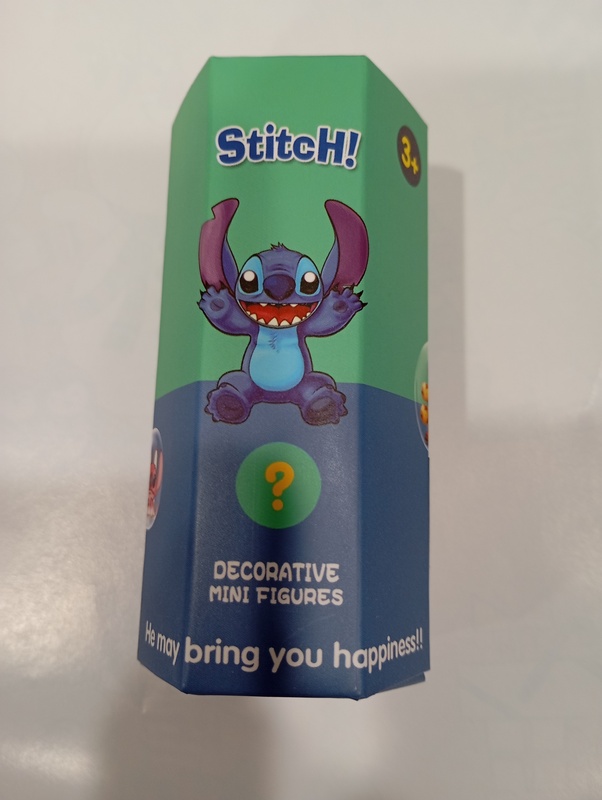 StitcH!
3+
?
DECORATIVE
MINI FIGURES
He may bring you happiness!!